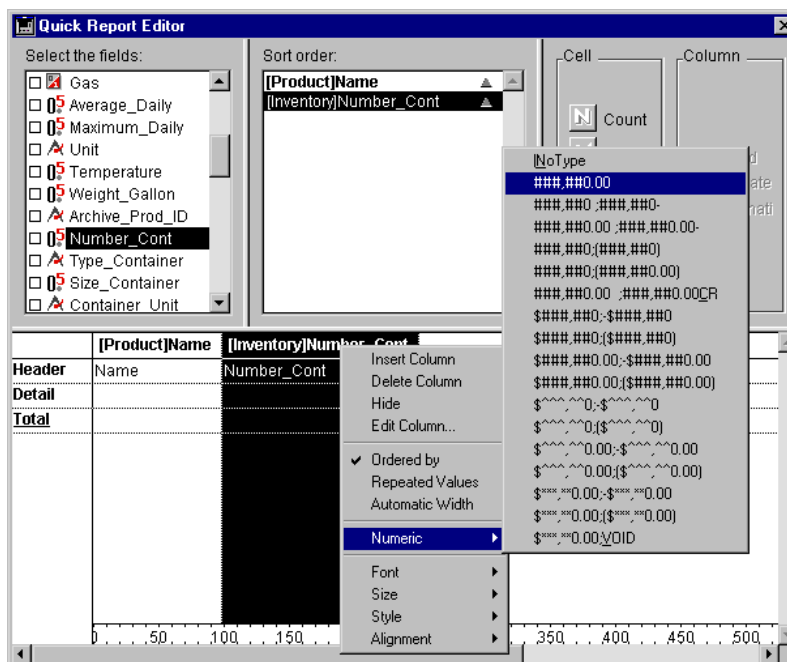 Quick Report Editor
Select the fields:
Gas
Average_Daily
Maximum_Daily
Unit
Temperature
Weight_Gallon
Archive_Prod_ID
Number_Cont
Type_Container
Size_Container
Container_Unit
Sort order:
[Product]Name
[Inventory]Number_Cont
Cell
N Count
Column
NoType
###,##0.00
###,##0 ;###,##0-
###,##0.00 ;###,##0.00-
###,##0;(###,##0)
###,##0;(###,##0.00)
###,##0.00 ;###,##0.00CR
$###,##0;-$###,##0
$###,##0;($###,##0)
$###,##0.00;-$###,##0.00
$###,##0.00;($###,##0.00)
$^^^,^^0;-$^^^,^^0
$^^^,^^0;($^^^,^^0)
$^^^,^^0.00;-$^^^,^^0.00
$^^^,^^0.00;($^^^,^^0.00)
$***,**0.00;-$***,**0.00
$***,**0.00;($***,**0.00)
$***,**0.00;VOID
[Product]Name [Inventory]Number_Cont
Header Name Number_Cont
Detail
Total
Insert Column
Delete Column
Hide
Edit Column...
Ordered by
Repeated Values
Automatic Width
Numeric
Font
Size
Style
Alignment
0 50 100 150 350 400 450 500